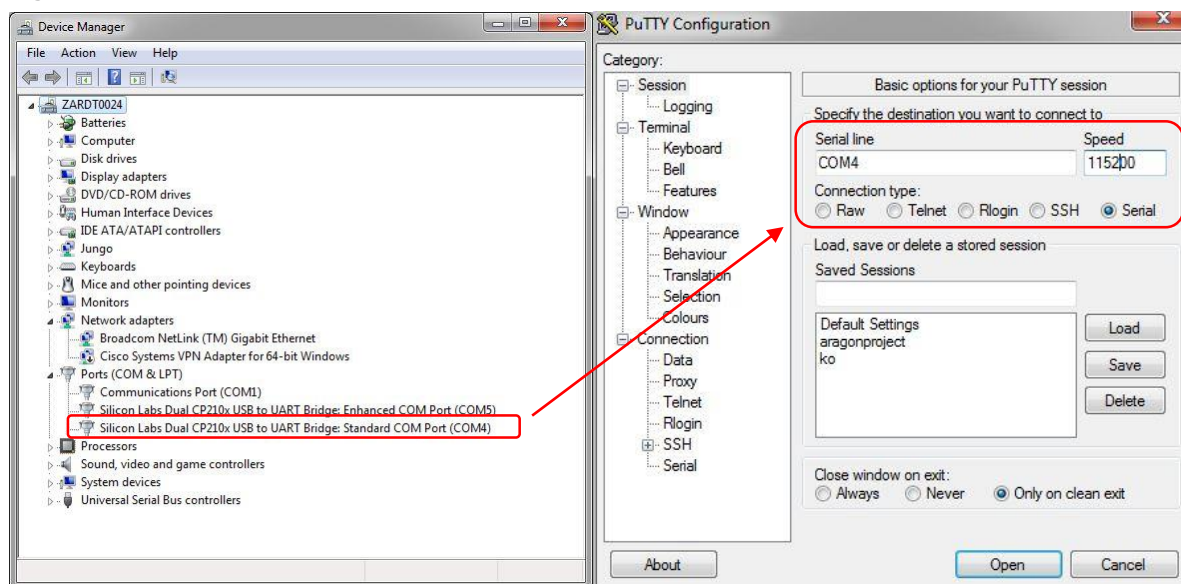 Device Manager
File Action View Help
ZARDT0024
Batteries
Computer
Disk drives
Display adapters
DVD/CD-ROM drives
Human Interface Devices
IDE ATA/ATAPI controllers
Jungo
Keyboards
Mice and other pointing devices
Monitors
Network adapters
Broadcom NetLink (TM) Gigabit Ethernet
Cisco Systems VPN Adapter for 64-bit Windows
Ports (COM & LPT)
Communications Port (COM1)
Silicon Labs Dual CP210x USB to UART Bridge: Enhanced COM Port (COM5)
Silicon Labs Dual CP210x USB to UART Bridge: Standard COM Port (COM4)
Processors
Sound, video and game controllers
System devices
Universal Serial Bus controllers
PuTTY Configuration
Category:
Session
Logging
Terminal
Keyboard
Bell
Features
Window
Appearance
Behaviour
Translation
Selection
Colours
Connection
Data
Proxy
Telnet
Rlogin
SSH
Serial
Basic options for your PuTTY session
Specify the destination you want to connect to
Serial line Speed
COM4 115200
Connection type:
Raw Telnet Rlogin SSH Serial
Load, save or delete a stored session
Saved Sessions
Default Settings
aragonproject
ko
Load
Save
Delete
Close window on exit:
Always Never Only on clean exit
About Open Cancel